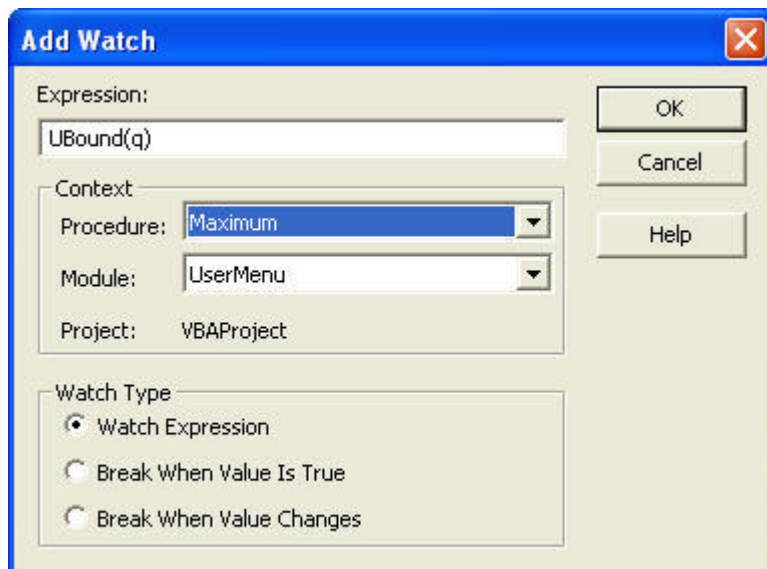 Add Watch
Expression:
OK
UBound(q)
Cancel
Context
Procedure: Maximum
Help
Module: UserMenu
Project: VBAProject
Watch Type
Watch Expression
Break When Value Is True
Break When Value Changes